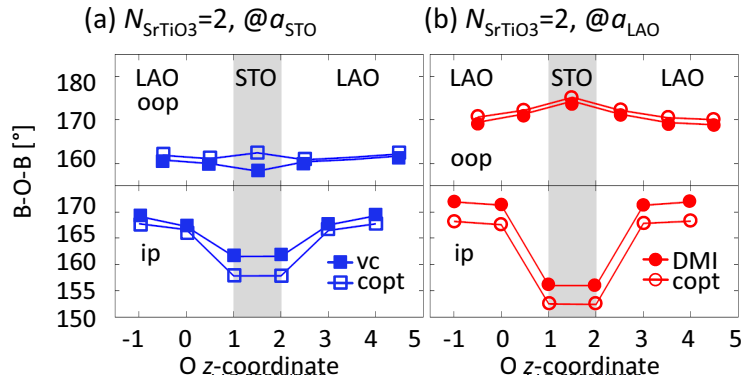 (a) N_SrTiO3=2, @a_STO
(b) N_SrTiO3=2, @a_LAO
B-O-B [°]
180
170
160
170
165
160
155
150
LAO STO LAO
oop
ip
vc
copt
-1 0 1 2 3 4 5
O z-coordinate
LAO STO LAO
oop
ip
DMI
copt
-1 0 1 2 3 4 5
O z-coordinate